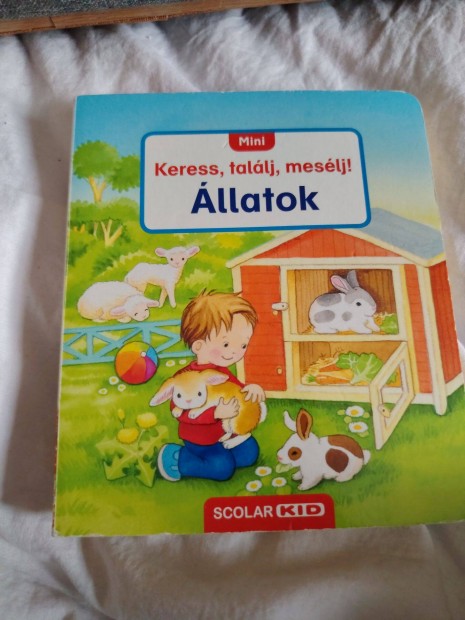 Mini
Keress, találj, mesélj!
Állatok
SCOLAR KID